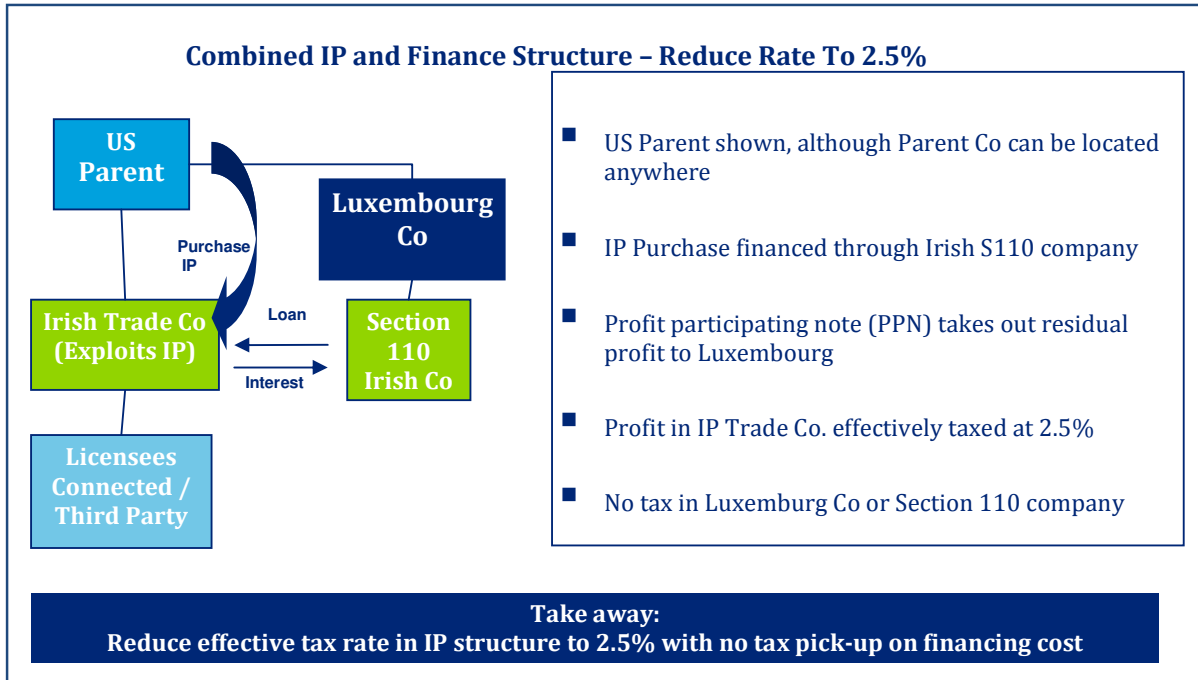 Combined IP and Finance Structure – Reduce Rate To 2.5%
US
Parent
Luxembourg
Co
Purchase
IP
Irish Trade Co
(Exploits IP)
Loan
Interest
Section
110
Irish Co
Licensees
Connected /
Third Party
US Parent shown, although Parent Co can be located
anywhere
IP Purchase financed through Irish S110 company
Profit participating note (PPN) takes out residual
profit to Luxembourg
Profit in IP Trade Co. effectively taxed at 2.5%
No tax in Luxemburg Co or Section 110 company
Take away:
Reduce effective tax rate in IP structure to 2.5% with no tax pick-up on financing cost